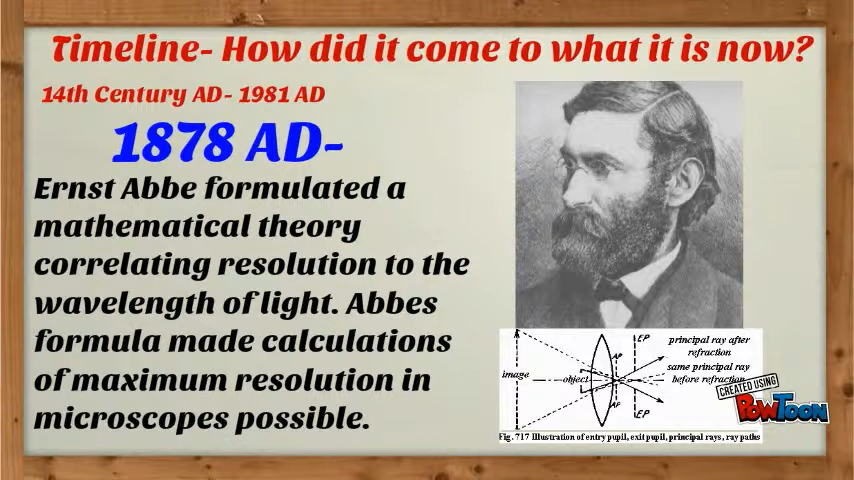 Timeline- How did it come to what it is now?
14th Century AD- 1981 AD
1878 AD-
Ernst Abbe formulated a
mathematical theory
correlating resolution to the
wavelength of light. Abbes
formula made calculations
of maximum resolution in
microscopes possible.
EP
principal ray after
refraction
AP
same principal ray
image
object
before refraction
AP
EP
Fig. 717 Illustration of entry pupil, exit pupil, principal rays, ray paths
CREATED USING
POWTOON